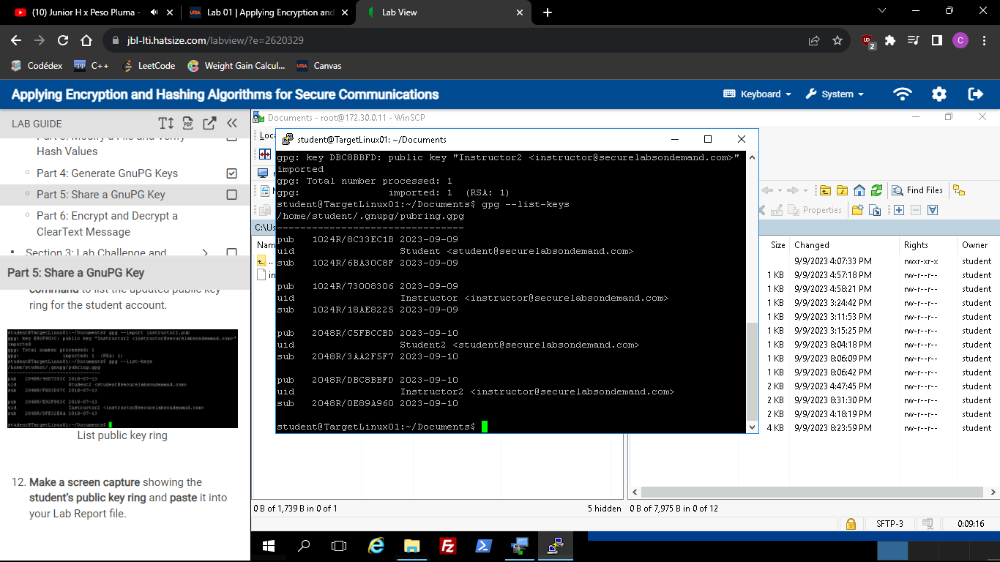 (10) Junior H x Peso Pluma -
Lab 01 | Applying Encryption and
Lab View
jbl-lti.hatsize.com/labview/?e=2620329
Codédex
C++
LeetCode
Weight Gain Calcul...
Canvas
Applying Encryption and Hashing Algorithms for Secure Communications
Keyboard
System
LAB GUIDE
Hash Values
Part 4: Generate GnuPG Keys
Part 5: Share a GnuPG Key
Part 6: Encrypt and Decrypt a
ClearText Message
Section 3: Lab Challenge and
Part 5: Share a GnuPG Key
command to list the updated public key
ring for the student account.
student@TargetLinux01:~/Documents$ gpg --import instructor2.pub
gpg: key E92F903C: public key "Instructor2 <instructor@securelabsondemand.com>"
imported
gpg: Total number processed: 1
gpg: imported: 1 (RSA: 1)
student@TargetLinux01:~/Documents$ gpg --list-keys
/home/student/.gnupg/pubring.gpg
--------------------------------
pub 2048R/46D7353C 2018-07-13
uid Student2 <student@securelabsondemand.com>
sub 2048R/FB03D57C 2018-07-13
pub 2048R/E92F903C 2018-07-13
uid Instructor2 <instructor@securelabsondemand.com>
sub 2048R/DFE32E8A 2018-07-13
student@TargetLinux01:~/Documents$
List public key ring
12. Make a screen capture showing the
student's public key ring and paste it into
your Lab Report file.
Documents - root@172.30.0.11 - WinSCP
student@TargetLinux01: ~/Documents
gpg: key DBC8BBFD: public key "Instructor2 <instructor@securelabsondemand.com>"
imported
gpg: Total number processed: 1
gpg: imported: 1 (RSA: 1)
student@TargetLinux01:~/Documents$ gpg --list-keys
/home/student/.gnupg/pubring.gpg
--------------------------------
pub 1024R/8C33EC1B 2023-09-09
uid Student <student@securelabsondemand.com>
sub 1024R/6BA30C8F 2023-09-09
pub 1024R/73008306 2023-09-09
uid Instructor <instructor@securelabsondemand.com>
sub 1024R/18AE8225 2023-09-09
pub 2048R/C5FBCCBD 2023-09-10
uid Student2 <student@securelabsondemand.com>
sub 2048R/3AA2F5F7 2023-09-10
pub 2048R/DBC8BBFD 2023-09-10
uid Instructor2 <instructor@securelabsondemand.com>
sub 2048R/0E89A960 2023-09-10
student@TargetLinux01:~/Documents$
Find Files
Properties
Size Changed Rights Owner
9/9/2023 4:07:33 PM rwxr-xr-x student
1 KB 9/9/2023 4:57:18 PM rw-r--r-- student
1 KB 9/9/2023 4:58:21 PM rw-r--r-- student
1 KB 9/9/2023 3:24:42 PM rw-r--r-- student
1 KB 9/9/2023 3:11:53 PM rw-r--r-- student
1 KB 9/9/2023 3:15:25 PM rw-r--r-- student
1 KB 9/9/2023 8:04:18 PM rw-r--r-- student
1 KB 9/9/2023 8:06:09 PM rw-r--r-- student
1 KB 9/9/2023 8:06:42 PM rw-r--r-- student
2 KB 9/9/2023 4:47:45 PM rw-r--r-- student
2 KB 9/9/2023 8:31:30 PM rw-r--r-- student
2 KB 9/9/2023 4:18:19 PM rw-r--r-- student
4 KB 9/9/2023 8:23:59 PM rw-r--r-- student
0 B of 1,739 B in 0 of 1
5 hidden
0 B of 7,975 B in 0 of 12
SFTP-3
0:09:16